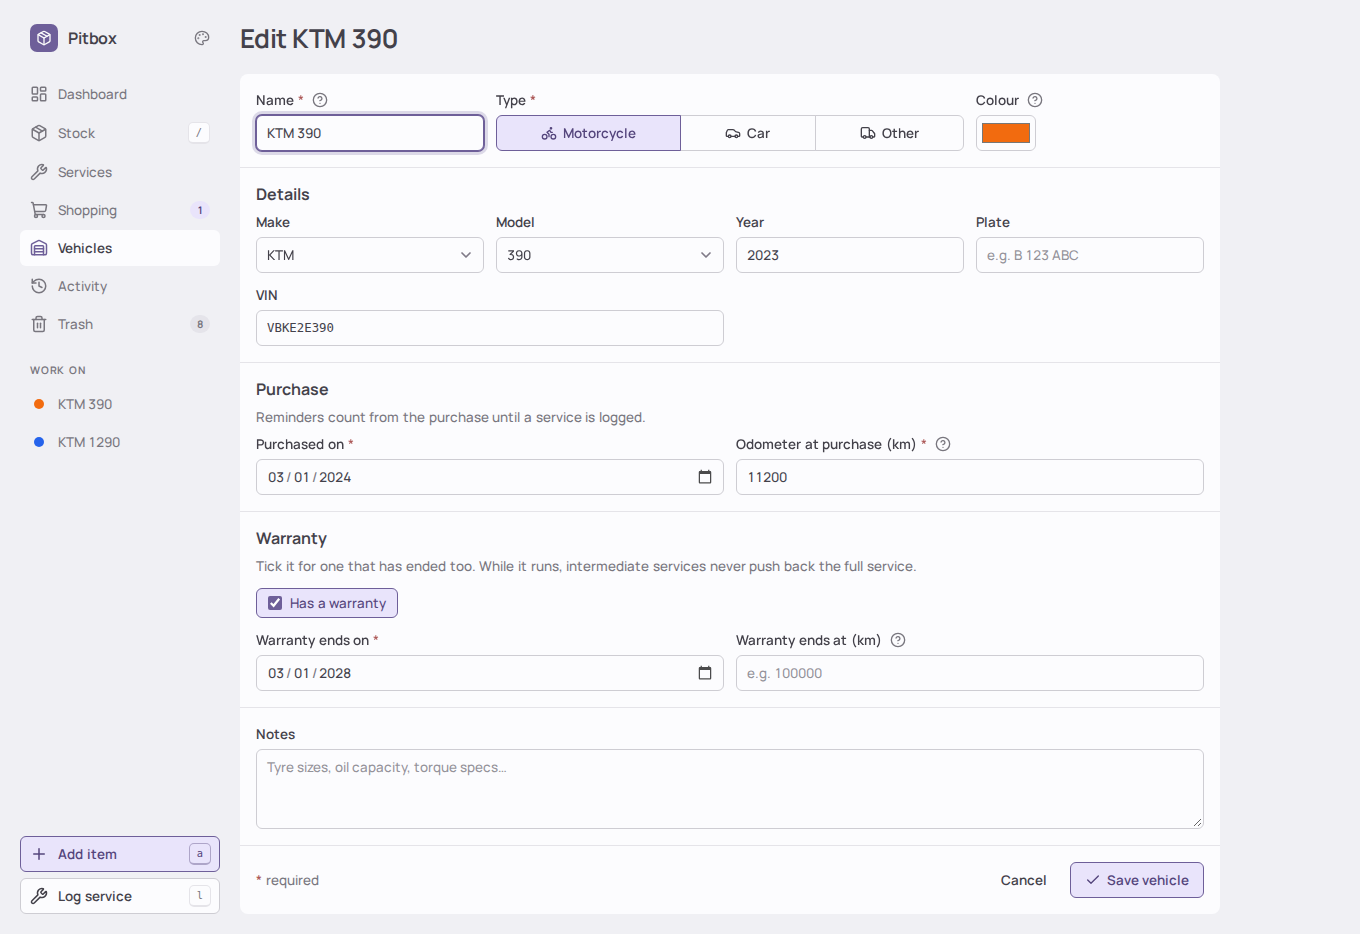 Pitbox
Edit KTM 390
Dashboard
Stock /
Services
Shopping 1
Vehicles
Activity
Trash 8
WORK ON
KTM 390
KTM 1290
Add item a
Log service l
Name * ?
KTM 390
Type *
Motorcycle Car Other
Colour ?
Details
Make Model Year Plate
KTM 390 2023 e.g. B 123 ABC
VIN
VBKE2E390
Purchase
Reminders count from the purchase until a service is logged.
Purchased on * Odometer at purchase (km) * ?
03/01/2024 11200
Warranty
Tick it for one that has ended too. While it runs, intermediate services never push back the full service.
Has a warranty
Warranty ends on * Warranty ends at (km) ?
03/01/2028 e.g. 100000
Notes
Tyre sizes, oil capacity, torque specs…
* required Cancel Save vehicle